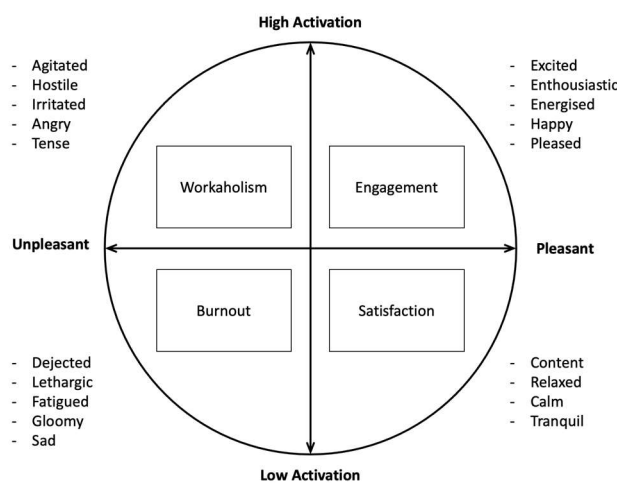 High Activation
- Agitated
- Hostile
- Irritated
- Angry
- Tense
- Excited
- Enthousiastic
- Energised
- Happy
- Pleased
Workaholism
Engagement
Unpleasant
Pleasant
Burnout
Satisfaction
- Dejected
- Lethargic
- Fatigued
- Gloomy
- Sad
- Content
- Relaxed
- Calm
- Tranquil
Low Activation